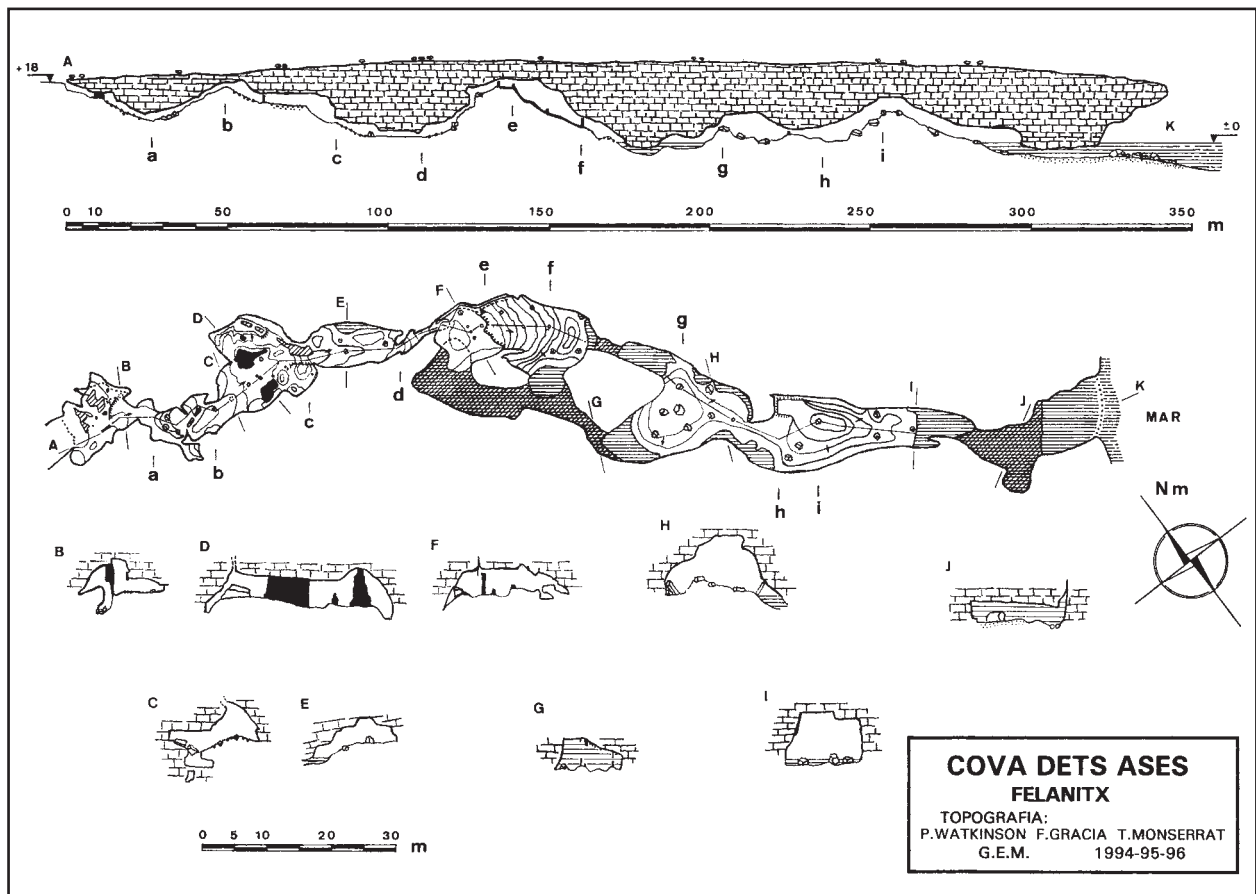 A
+18
K
±0
a
b
c
d
e
f
g
h
i
0 10 50 100 150 200 250 300 350 m
e
f
g
F
E
D
H
C
B
I
K
J
A
G
MAR
a
b
c
d
h
i
Nm
B
D
F
H
J
C
E
G
I
0 5 10 20 30 m
COVA DETS ASES
FELANITX
TOPOGRAFIA:
P.WATKINSON F.GRACIA T.MONSERRAT
G.E.M. 1994-95-96